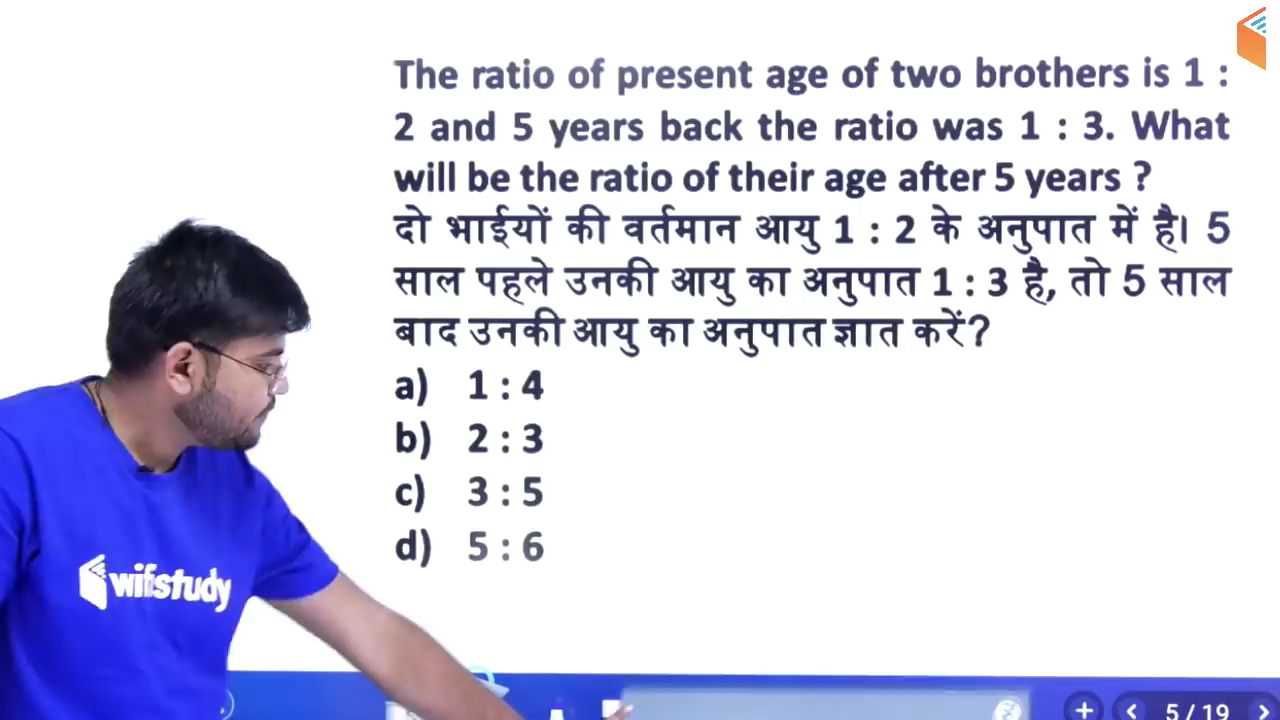 The ratio of present age of two brothers is 1 :
2 and 5 years back the ratio was 1 : 3. What
will be the ratio of their age after 5 years ?
दो भाईयों की वर्तमान आयु 1 : 2 के अनुपात में है। 5
साल पहले उनकी आयु का अनुपात 1 : 3 है, तो 5 साल
बाद उनकी आयु का अनुपात ज्ञात करें?
a) 1 : 4
b) 2 : 3
c) 3 : 5
d) 5 : 6
wifistudy
5 / 19